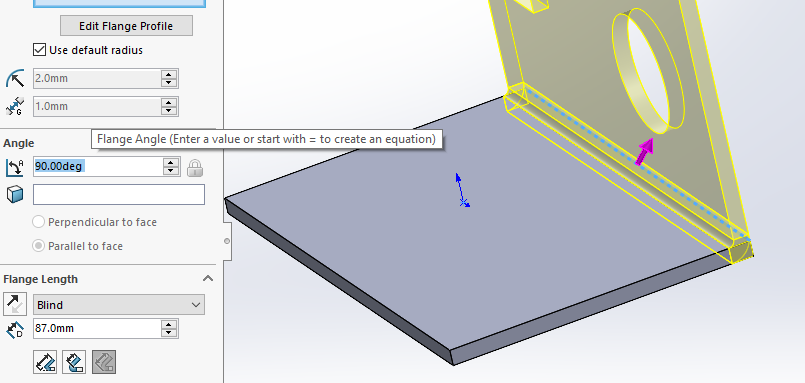 Edit Flange Profile
Use default radius
2.0mm
G
1.0mm
Flange Angle (Enter a value or start with = to create an equation)
Angle
90.00deg
Perpendicular to face
Parallel to face
Flange Length
Blind
D
87.0mm